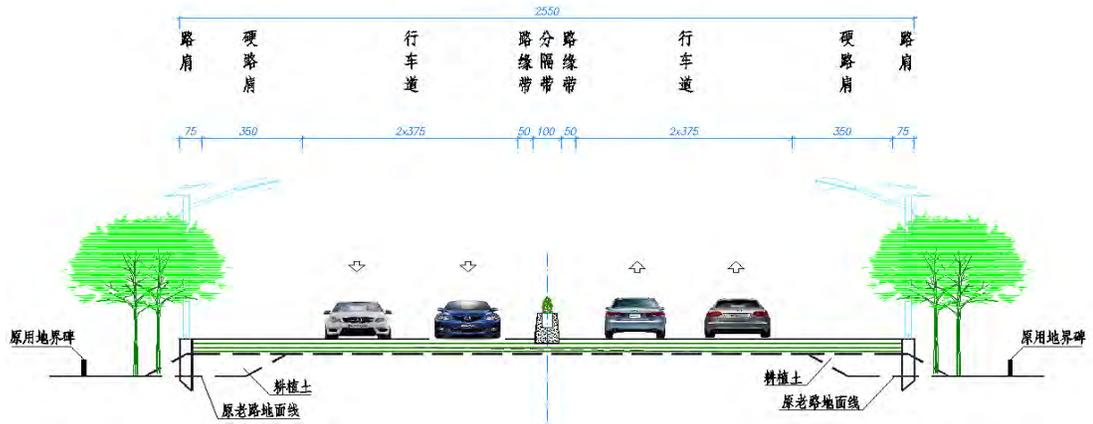 2550
路肩
硬路肩
行车道
路缘带
分隔带
路缘带
行车道
硬路肩
路肩
75
350
2x375
50
100
50
2x375
350
75
原用地界碑
原用地界碑
耕植土
耕植土
原老路地面线
原老路地面线